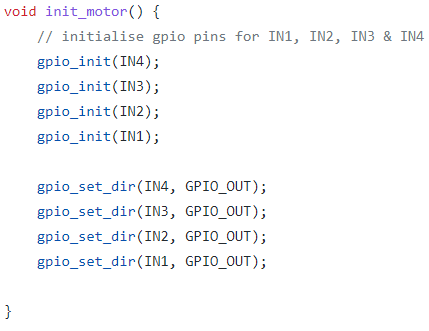 void init_motor() {
    // initialise gpio pins for IN1, IN2, IN3 & IN4
    gpio_init(IN4);
    gpio_init(IN3);
    gpio_init(IN2);
    gpio_init(IN1);

    gpio_set_dir(IN4, GPIO_OUT);
    gpio_set_dir(IN3, GPIO_OUT);
    gpio_set_dir(IN2, GPIO_OUT);
    gpio_set_dir(IN1, GPIO_OUT);

}